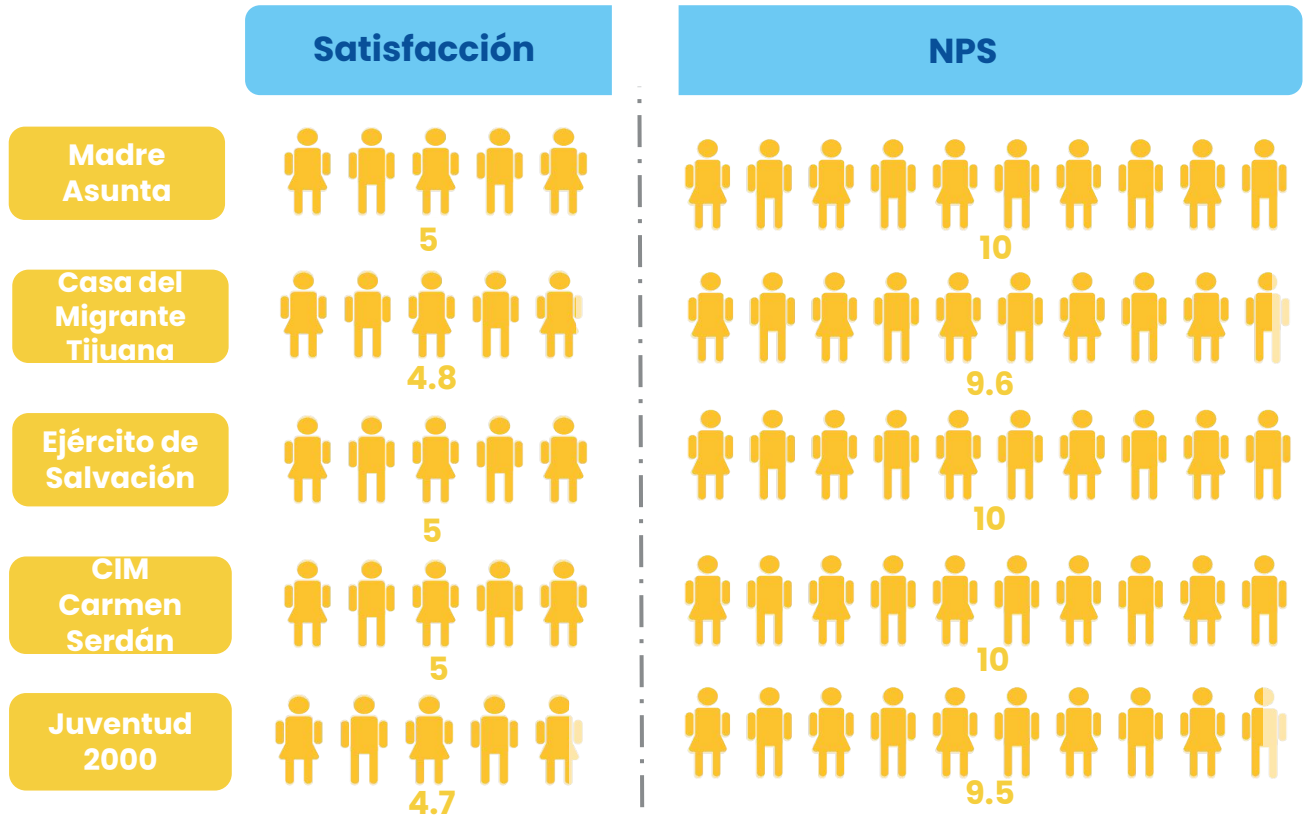 Satisfacción
NPS
Madre
Asunta
5
10
Casa del
Migrante
Tijuana
4.8
9.6
Ejército de
Salvación
5
10
CIM
Carmen
Serdán
5
10
Juventud
2000
4.7
9.5